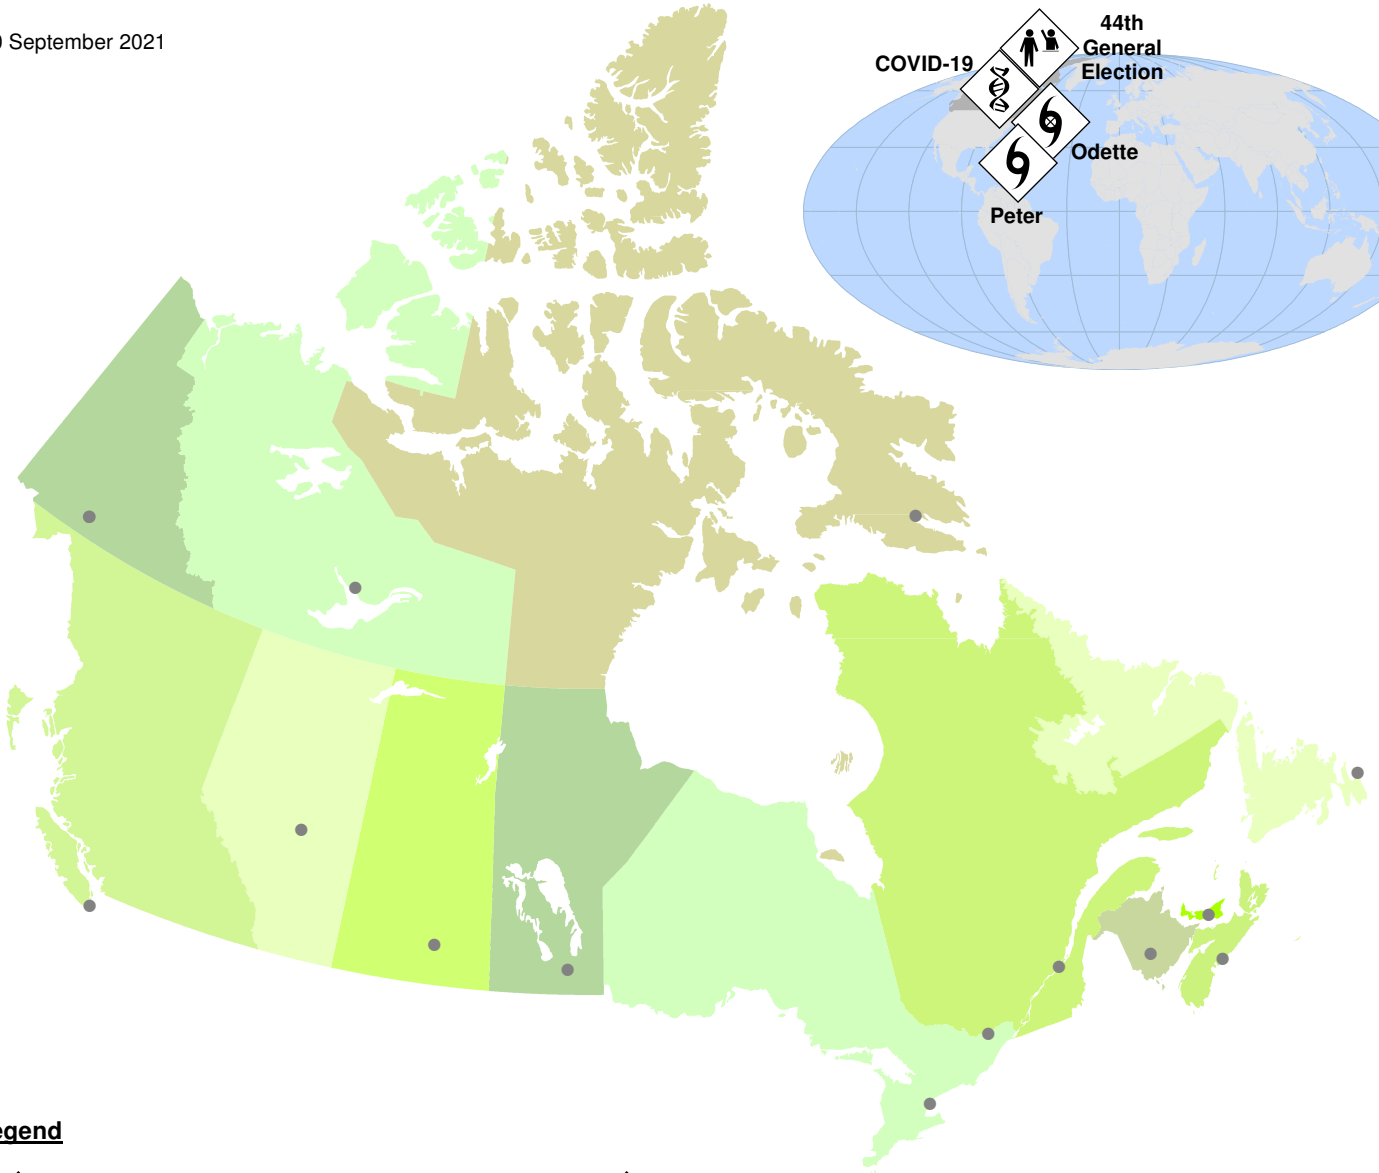 September 2021
44th
General
Election
COVID-19
Odette
Peter
egend